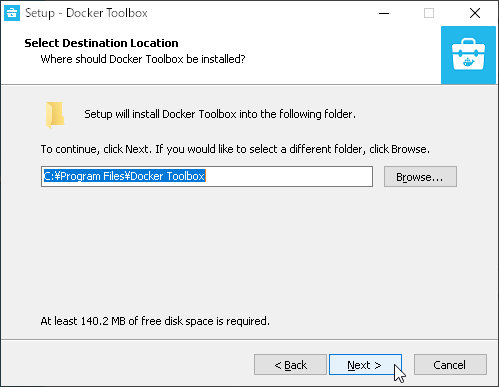 Setup - Docker Toolbox
Select Destination Location
Where should Docker Toolbox be installed?
Setup will install Docker Toolbox into the following folder.
To continue, click Next. If you would like to select a different folder, click Browse.
C:¥Program Files¥Docker Toolbox
Browse...
At least 140.2 MB of free disk space is required.
< Back
Next >
Cancel